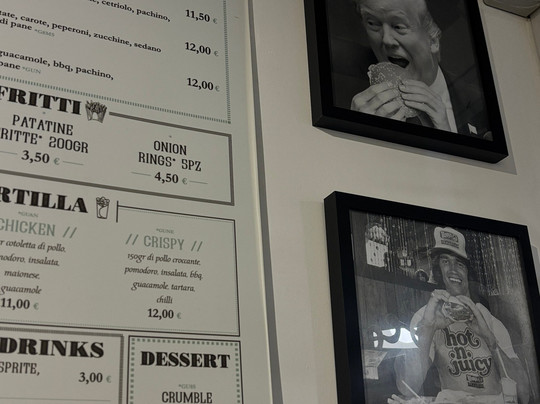 cetriolo, pachino,
11,50 €
carote, peperoni, zucchine, sedano
di pane
12,00 €
guacamole, bbq, pachino,
pane
12,00 €
FRITTI
PATATINE
FRITTE* 200GR
3,50 €
ONION
RINGS* 5PZ
4,50 €
RTILLA
CHICKEN //
cotoletta di pollo,
insalata,
maionese,
guacamole
11,00 €
// CRISPY //
150gr di pollo croccante,
pomodoro, insalata, bbq,
guacamole, tartara,
chilli
12,00 €
DRINKS
SPRITE,
3,00 €
DESSERT
CRUMBLE
hot
n
juicy